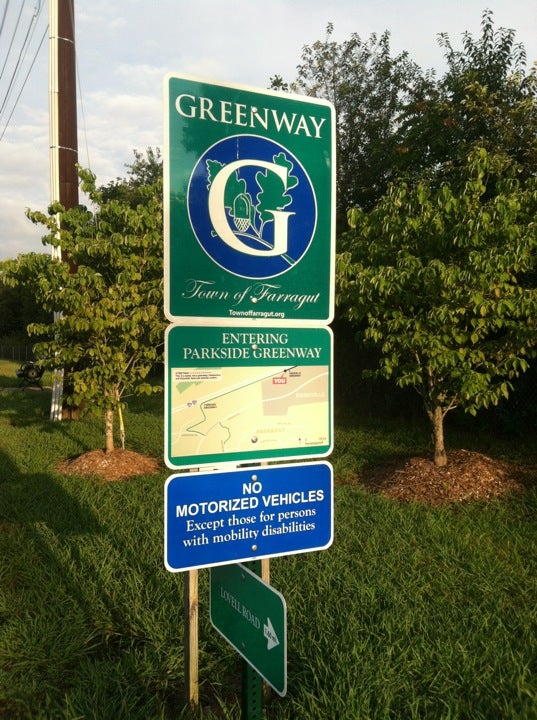 GREENWAY
G
Town of Farragut
Townoffarragut.org
ENTERING
PARKSIDE GREENWAY
YOU
NO
MOTORIZED VEHICLES
Except those for persons
with mobility disabilities
LOVELL ROAD